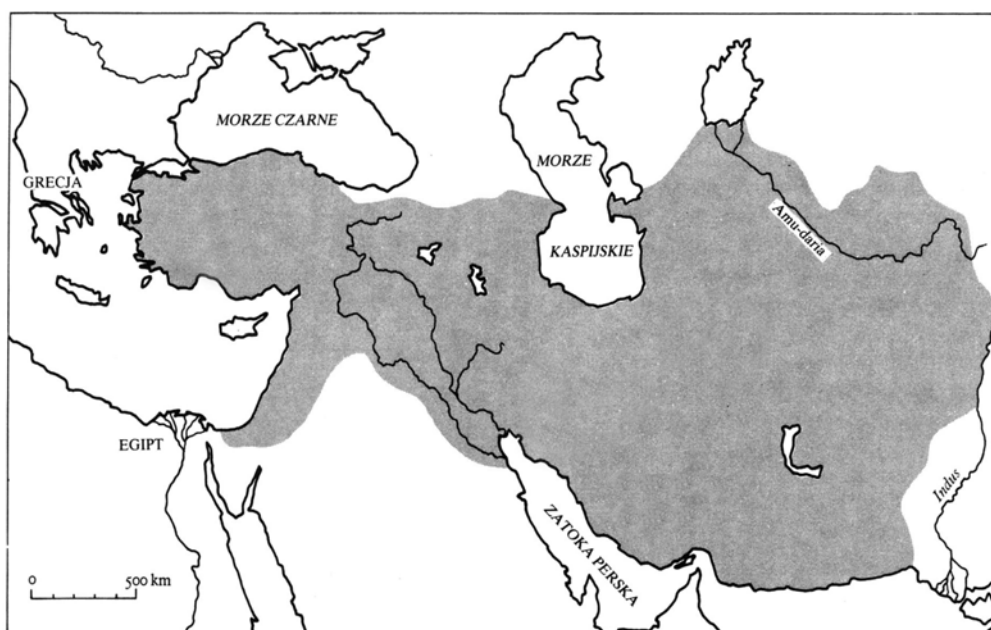 MORZE CZARNE
GRECJA
MORZE
KASPIJSKIE
Amu-daria
EGIPT
ZATOKA PERSKA
Indus
0 500 km